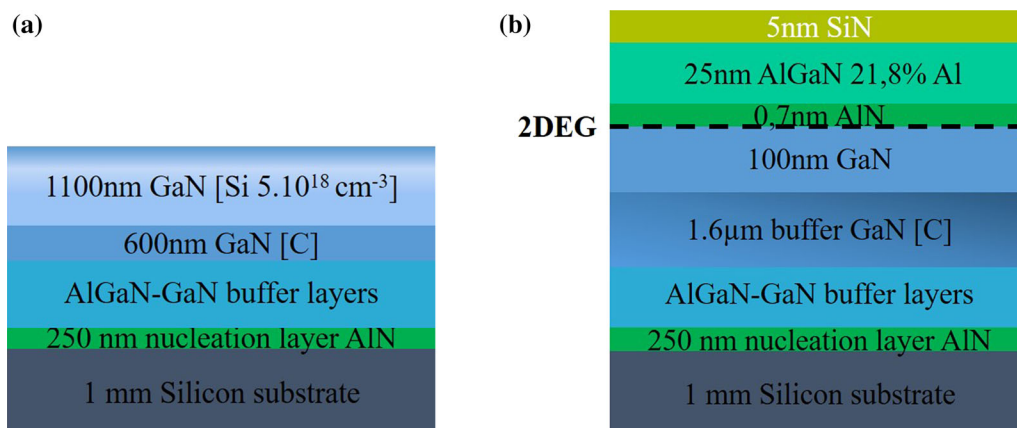 (a)
1100nm GaN [Si 5.10¹⁸ cm⁻³]
600nm GaN [C]
AlGaN-GaN buffer layers
250 nm nucleation layer AlN
1 mm Silicon substrate
(b)
5nm SiN
25nm AlGaN 21,8% Al
0,7nm AlN
2DEG
100nm GaN
1.6µm buffer GaN [C]
AlGaN-GaN buffer layers
250 nm nucleation layer AlN
1 mm Silicon substrate